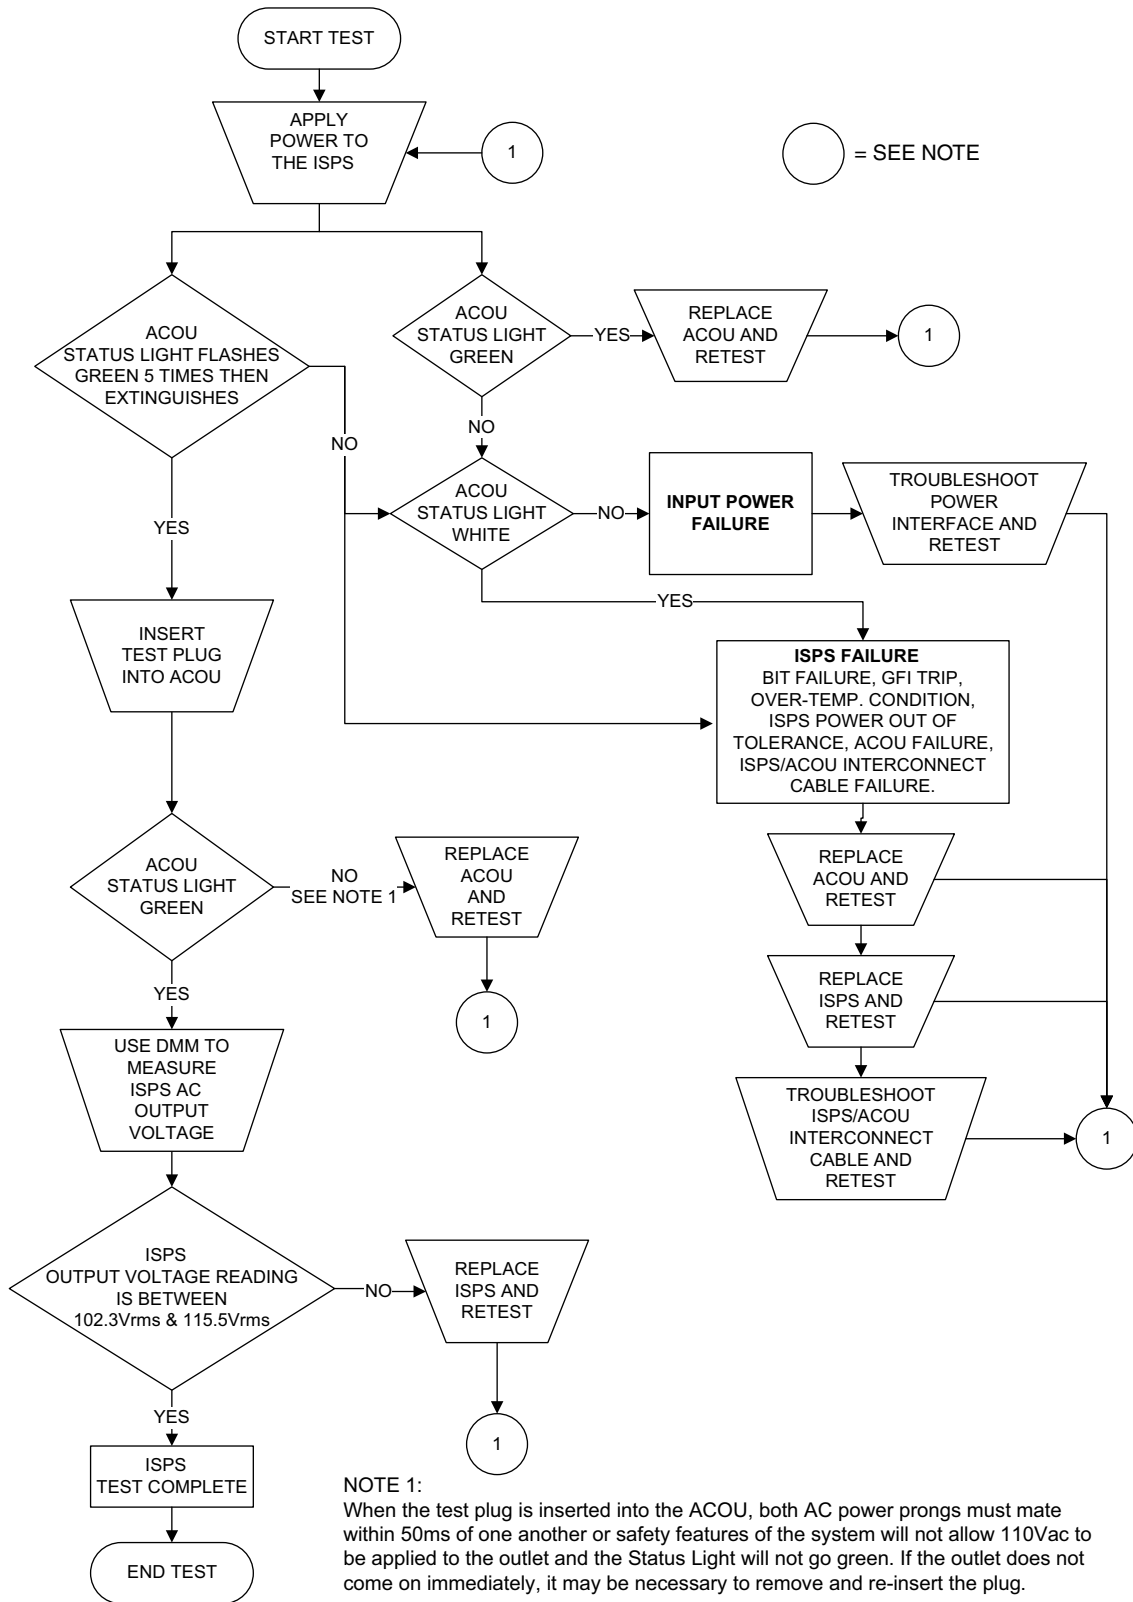 START TEST
APPLY
POWER TO
THE ISPS
1
= SEE NOTE
ACOU
STATUS LIGHT FLASHES
GREEN 5 TIMES THEN
EXTINGUISHES
ACOU
STATUS LIGHT
GREEN
YES
REPLACE
ACOU AND
RETEST
1
NO
NO
ACOU
STATUS LIGHT
WHITE
NO
INPUT POWER
FAILURE
TROUBLESHOOT
POWER
INTERFACE AND
RETEST
YES
YES
INSERT
TEST PLUG
INTO ACOU
ISPS FAILURE
BIT FAILURE, GFI TRIP,
OVER-TEMP. CONDITION,
ISPS POWER OUT OF
TOLERANCE, ACOU FAILURE,
ISPS/ACOU INTERCONNECT
CABLE FAILURE.
ACOU
STATUS LIGHT
GREEN
NO
SEE NOTE 1
REPLACE
ACOU
AND
RETEST
1
REPLACE
ACOU AND
RETEST
REPLACE
ISPS AND
RETEST
TROUBLESHOOT
ISPS/ACOU
INTERCONNECT
CABLE AND
RETEST
1
YES
USE DMM TO
MEASURE
ISPS AC
OUTPUT
VOLTAGE
ISPS
OUTPUT VOLTAGE READING
IS BETWEEN
102.3Vrms & 115.5Vrms
NO
REPLACE
ISPS AND
RETEST
1
YES
ISPS
TEST COMPLETE
END TEST
NOTE 1:
When the test plug is inserted into the ACOU, both AC power prongs must mate
within 50ms of one another or safety features of the system will not allow 110Vac to
be applied to the outlet and the Status Light will not go green. If the outlet does not
come on immediately, it may be necessary to remove and re-insert the plug.